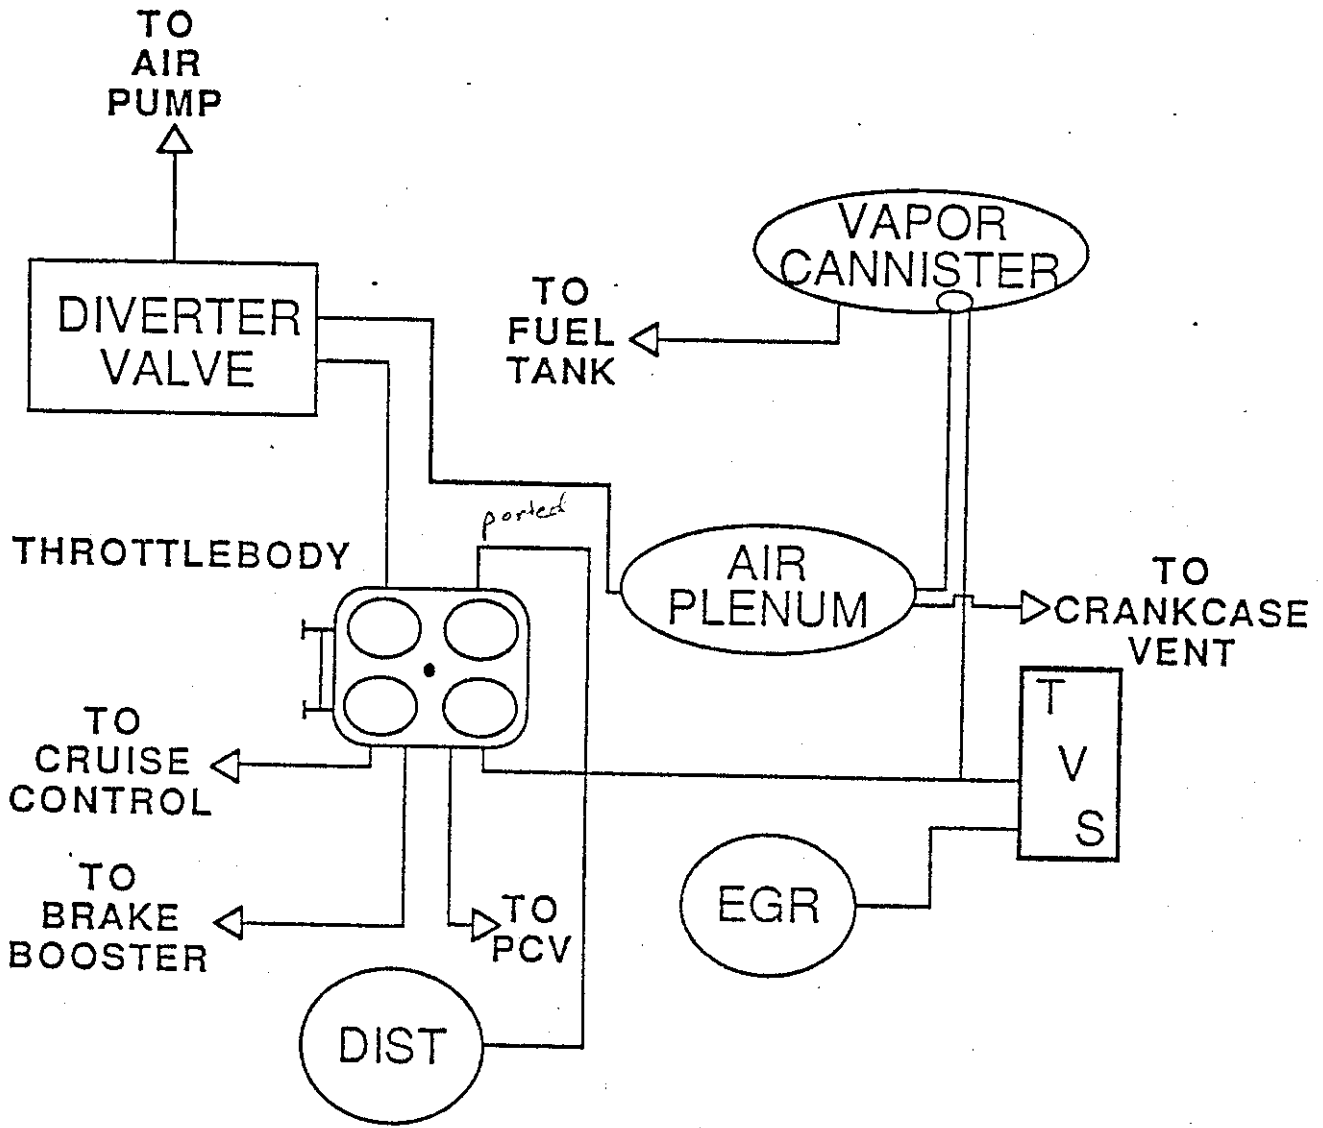 TO
AIR
PUMP
VAPOR
CANNISTER
DIVERTER
VALVE
TO
FUEL
TANK
ported
THROTTLEBODY
AIR
PLENUM
TO
CRANKCASE
VENT
T
V
S
TO
CRUISE
CONTROL
TO
BRAKE
BOOSTER
TO
PCV
EGR
DIST